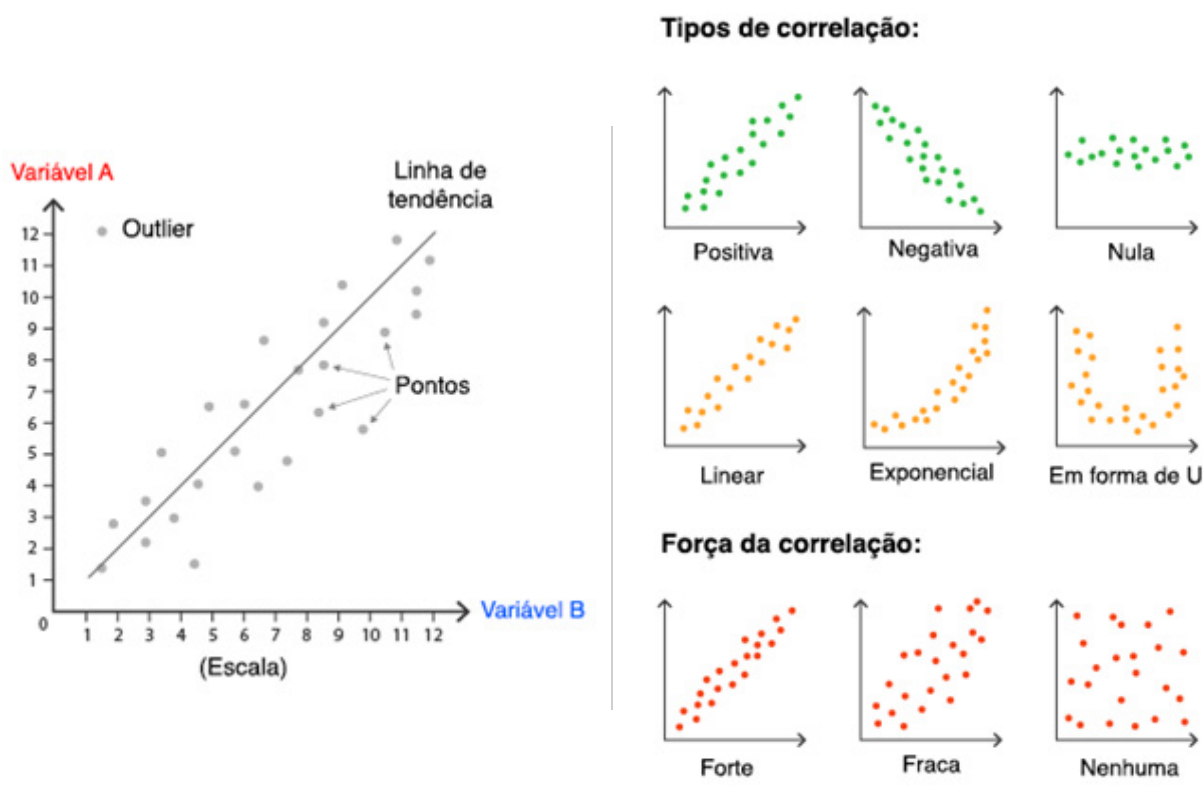 Variável A
Outlier
Linha de
tendência
12
11
10
9
8
7
6
5
4
3
2
1
0
Pontos
1 2 3 4 5 6 7 8 9 10 11 12
Variável B
(Escala)
Tipos de correlação:
Positiva
Negativa
Nula
Linear
Exponencial
Em forma de U
Força da correlação:
Forte
Fraca
Nenhuma